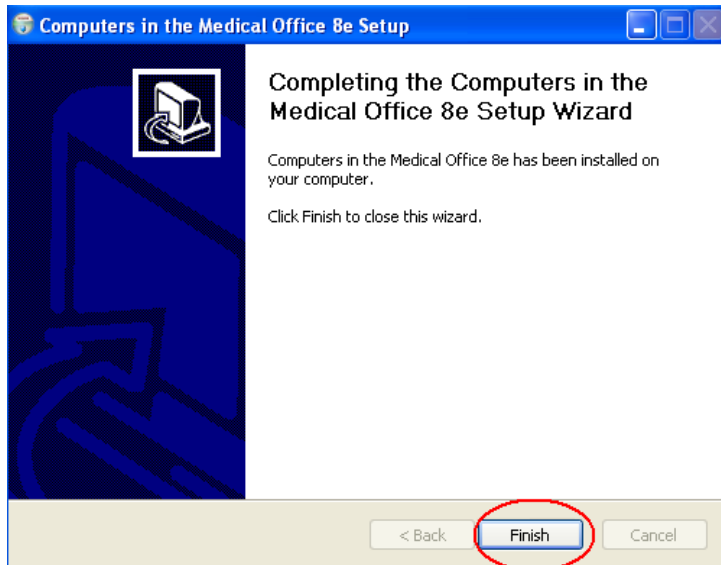 Computers in the Medical Office 8e Setup
Completing the Computers in the
Medical Office 8e Setup Wizard
Computers in the Medical Office 8e has been installed on
your computer.
Click Finish to close this wizard.
< Back Finish Cancel